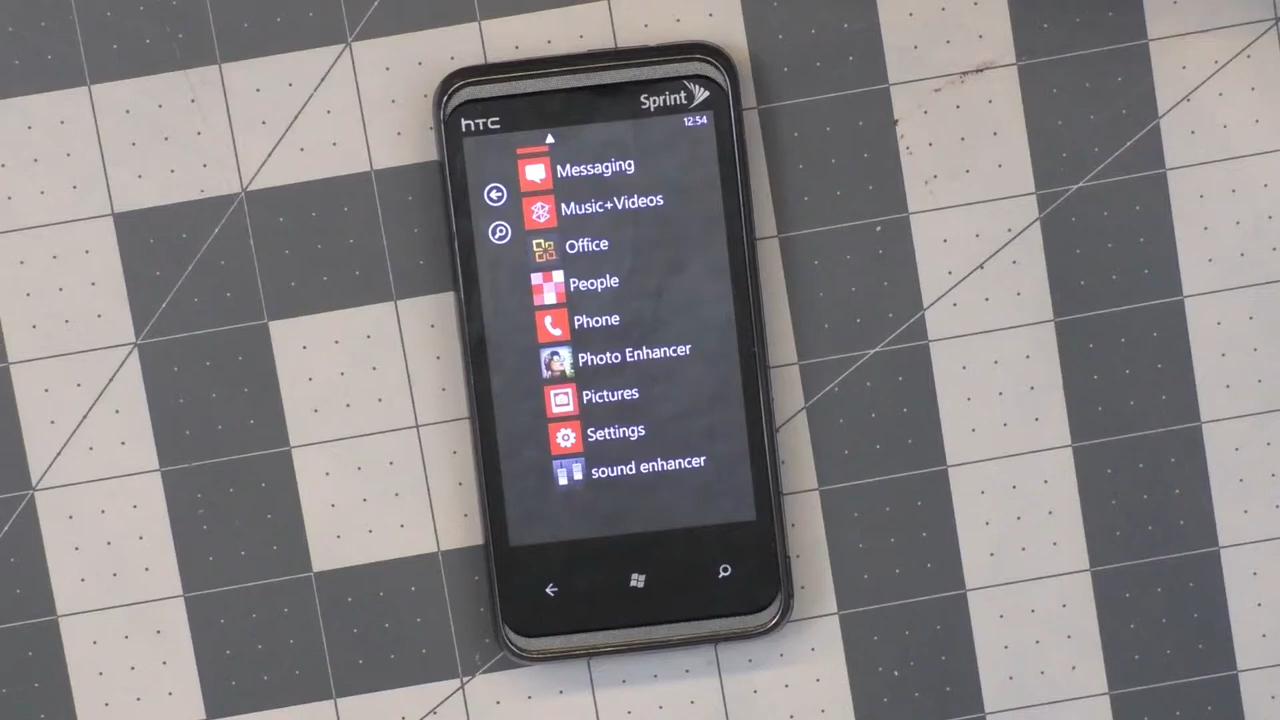 Sprint
hTC
12:54
Messaging
Music+Videos
Office
People
Phone
Photo Enhancer
Pictures
Settings
sound enhancer